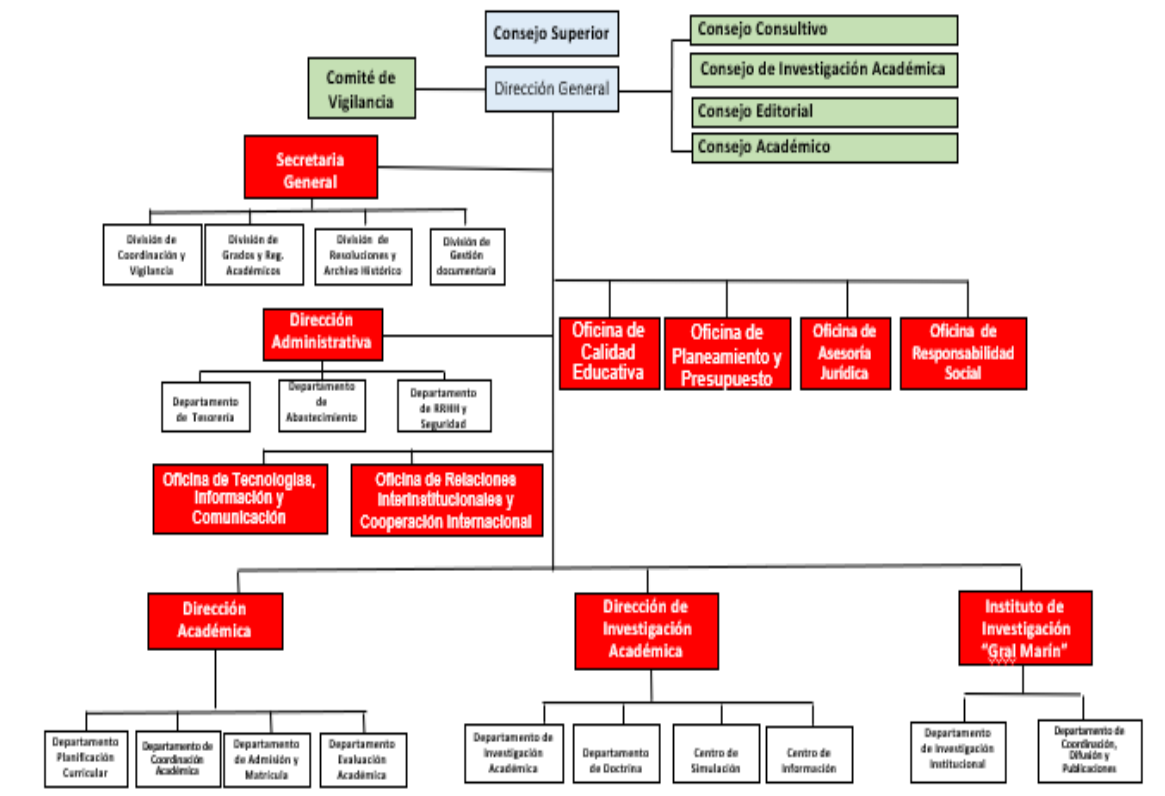 Consejo Superior
Dirección General
Comité de
Vigilancia
Consejo Consultivo
Consejo de Investigación Académica
Consejo Editorial
Consejo Académico
Secretaria
General
División de
Coordinación y
Vigilancia
División de
Grados y Reg.
Académicos
División de
Resoluciones y
Archivo Histórico
División de
Gestión
documentaria
Oficina de
Calidad
Educativa
Oficina de
Planeamiento y
Presupuesto
Oficina de
Asesoría
Jurídica
Oficina de
Responsabilidad
Social
Dirección
Administrativa
Departamento
de Tesorería
Departamento
de
Abastecimiento
Departamento
de RRHH y
Seguridad
Oficina de Tecnologias,
Información y
Comunicación
Oficina de Relaciones
Interinstitucionales y
Cooperación Internacional
Dirección
Académica
Dirección de
Investigación
Académica
Instituto de
Investigación
“Gral Marín”
Departamento
Planificación
Curricular
Departamento de
Coordinación
Académica
Departamento
de Admisión y
Matricula
Departamento
Evaluación
Académica
Departamento de
Investigación
Académica
Departamento
de Doctrina
Centro de
Simulación
Centro de
Información
Departamento
de Investigación
Institucional
Departamento de
Coordinación,
Difusión y
Publicaciones